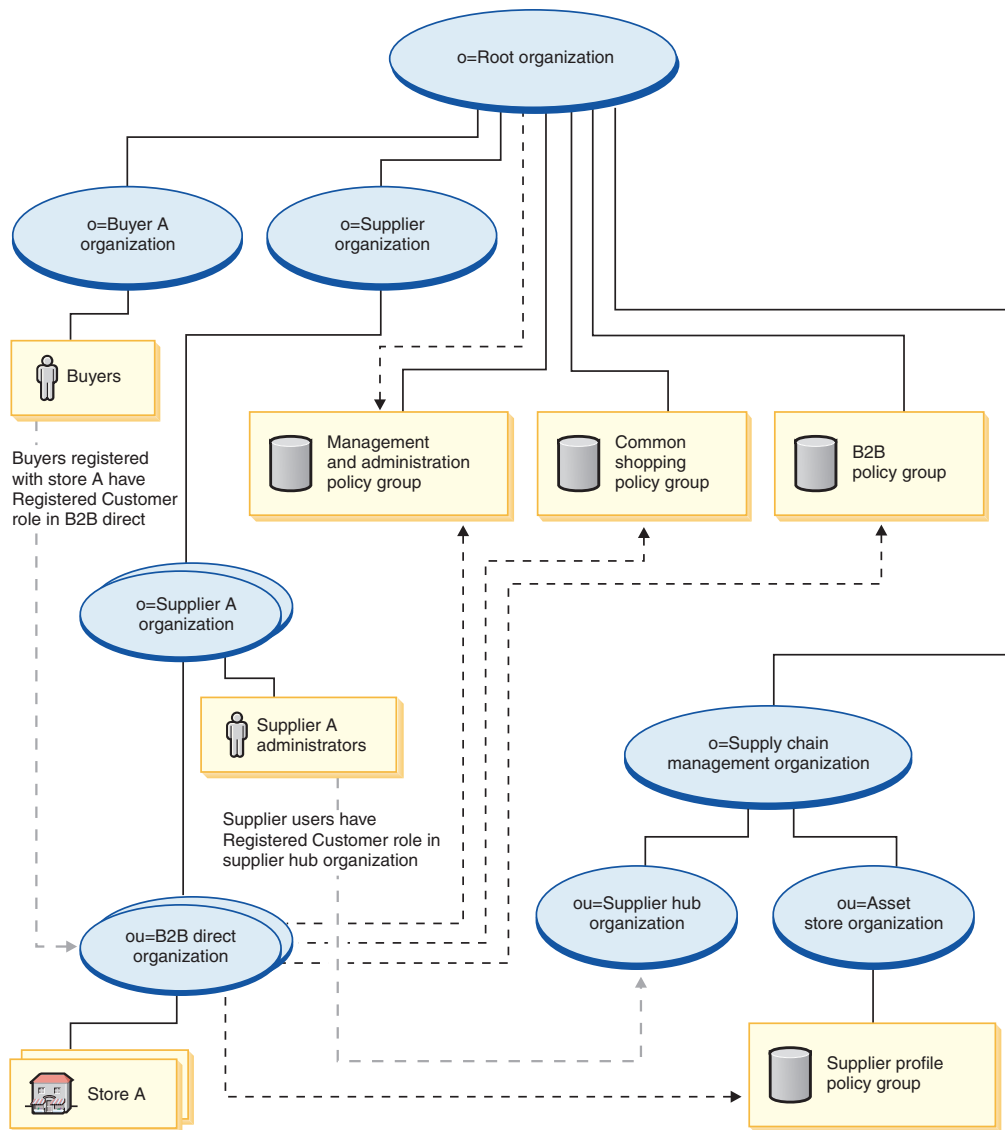 o=Root organization
o=Buyer A
organization
o=Supplier
organization
Buyers
Management
and administration
policy group
Common
shopping
policy group
B2B
policy group
Buyers registered
with store A have
Registered Customer
role in B2B direct
o=Supplier A
organization
Supplier A
administrators
o=Supply chain
management organization
Supplier users have
Registered Customer role in
supplier hub organization
ou=B2B direct
organization
ou=Supplier hub
organization
ou=Asset
store organization
Store A
Supplier profile
policy group